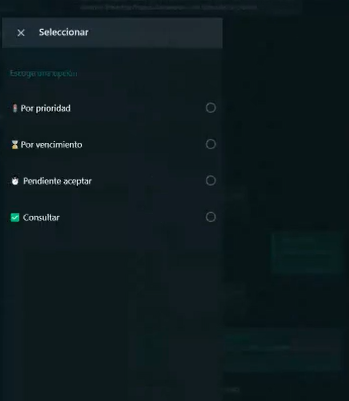 Seleccionar
Escoge una opción
🚦 Por prioridad
⏳ Por vencimiento
⏱ Pendiente aceptar
✅ Consultar